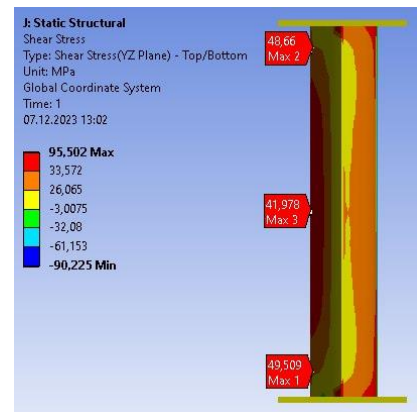 J: Static Structural
Shear Stress
Type: Shear Stress(YZ Plane) - Top/Bottom
Unit: MPa
Global Coordinate System
Time: 1
07.12.2023 13:02
95,502 Max
33,572
26,065
-3,0075
-32,08
-61,153
-90,225 Min
48,66
Max 2
41,978
Max 3
49,509
Max 1